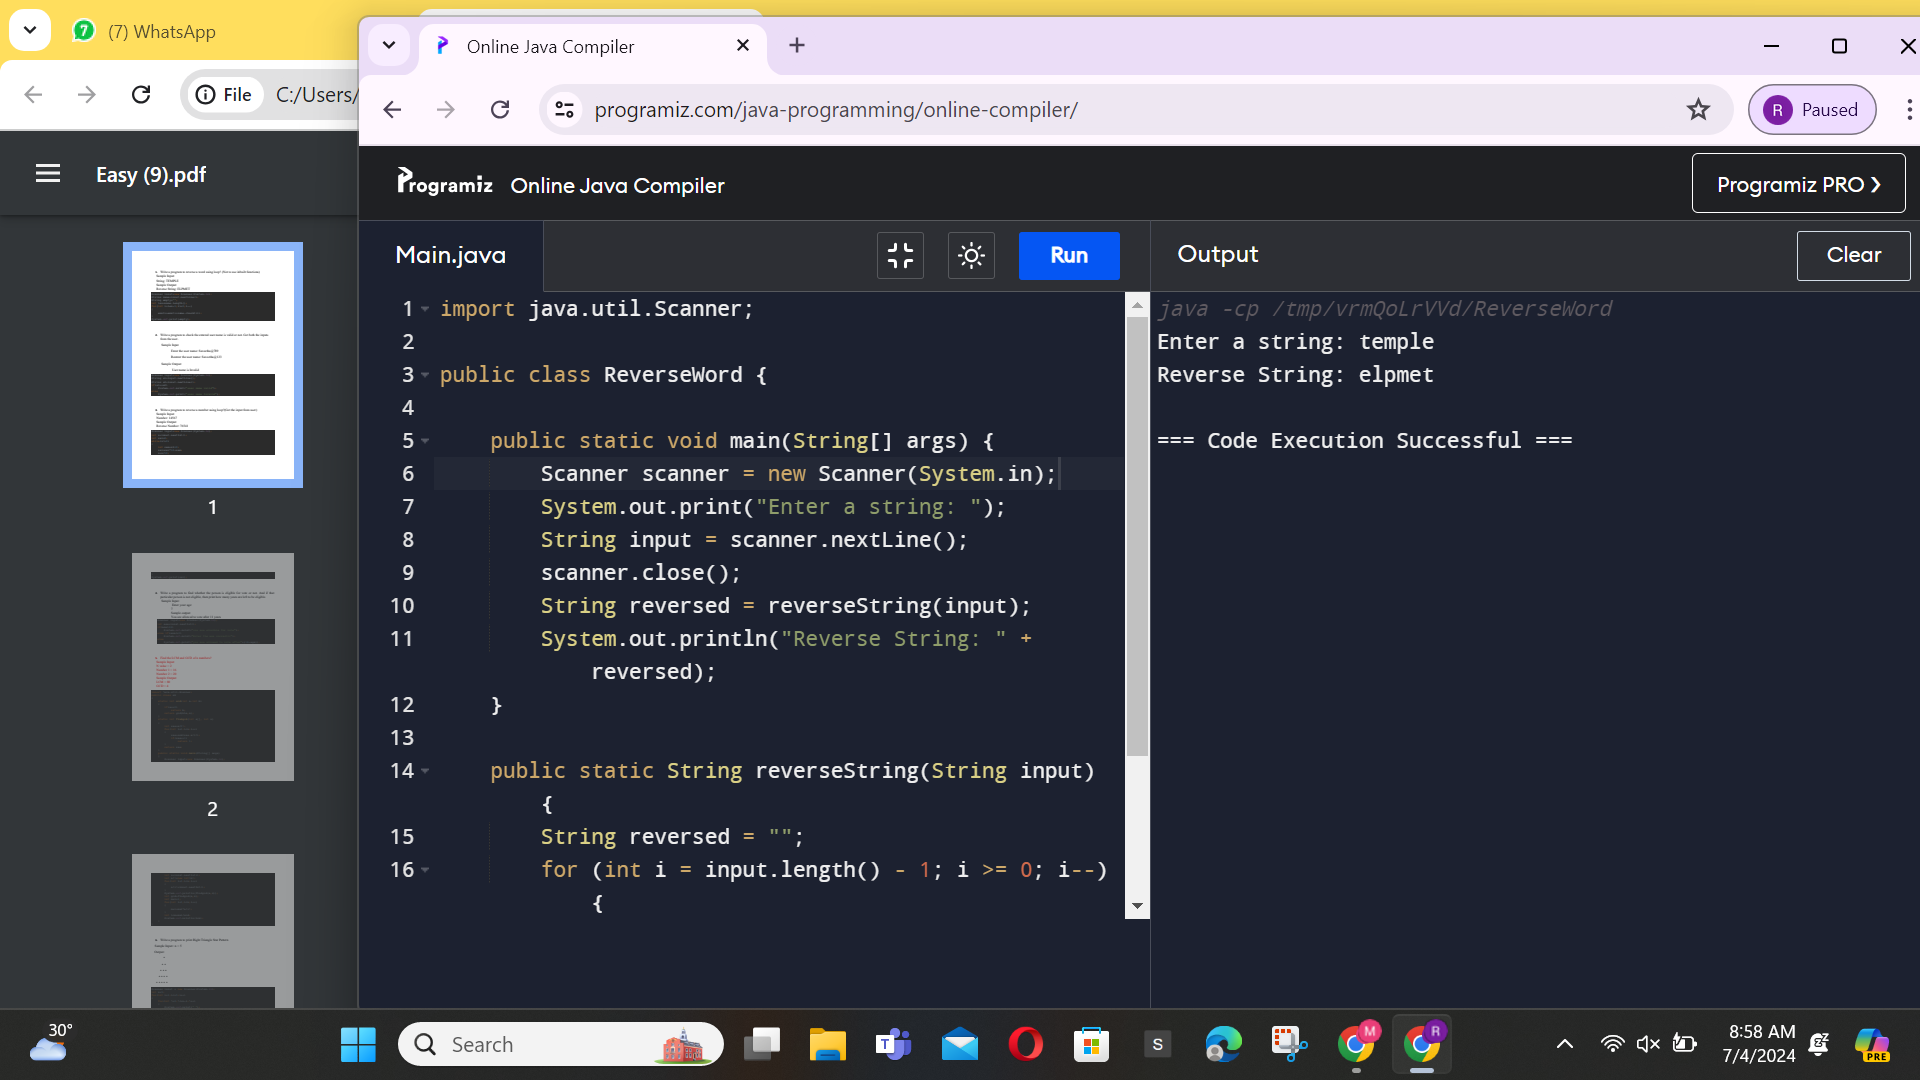 7 (7) WhatsApp
File C:/Users/
Easy (9).pdf
1
2
Online Java Compiler
programiz.com/java-programming/online-compiler/
R Paused
Programiz Online Java Compiler
Programiz PRO ❯
Main.java
Run
1 import java.util.Scanner;
2
3 public class ReverseWord {
4
5 public static void main(String[] args) {
6 Scanner scanner = new Scanner(System.in);
7 System.out.print("Enter a string: ");
8 String input = scanner.nextLine();
9 scanner.close();
10 String reversed = reverseString(input);
11 System.out.println("Reverse String: " +
reversed);
12 }
13
14 public static String reverseString(String input)
{
15 String reversed = "";
16 for (int i = input.length() - 1; i >= 0; i--)
{
Output
Clear
java -cp /tmp/vrmQoLrVVd/ReverseWord
Enter a string: temple
Reverse String: elpmet
=== Code Execution Successful ===
30°
Search
T
S
M
R
8:58 AM
7/4/2024
PRE